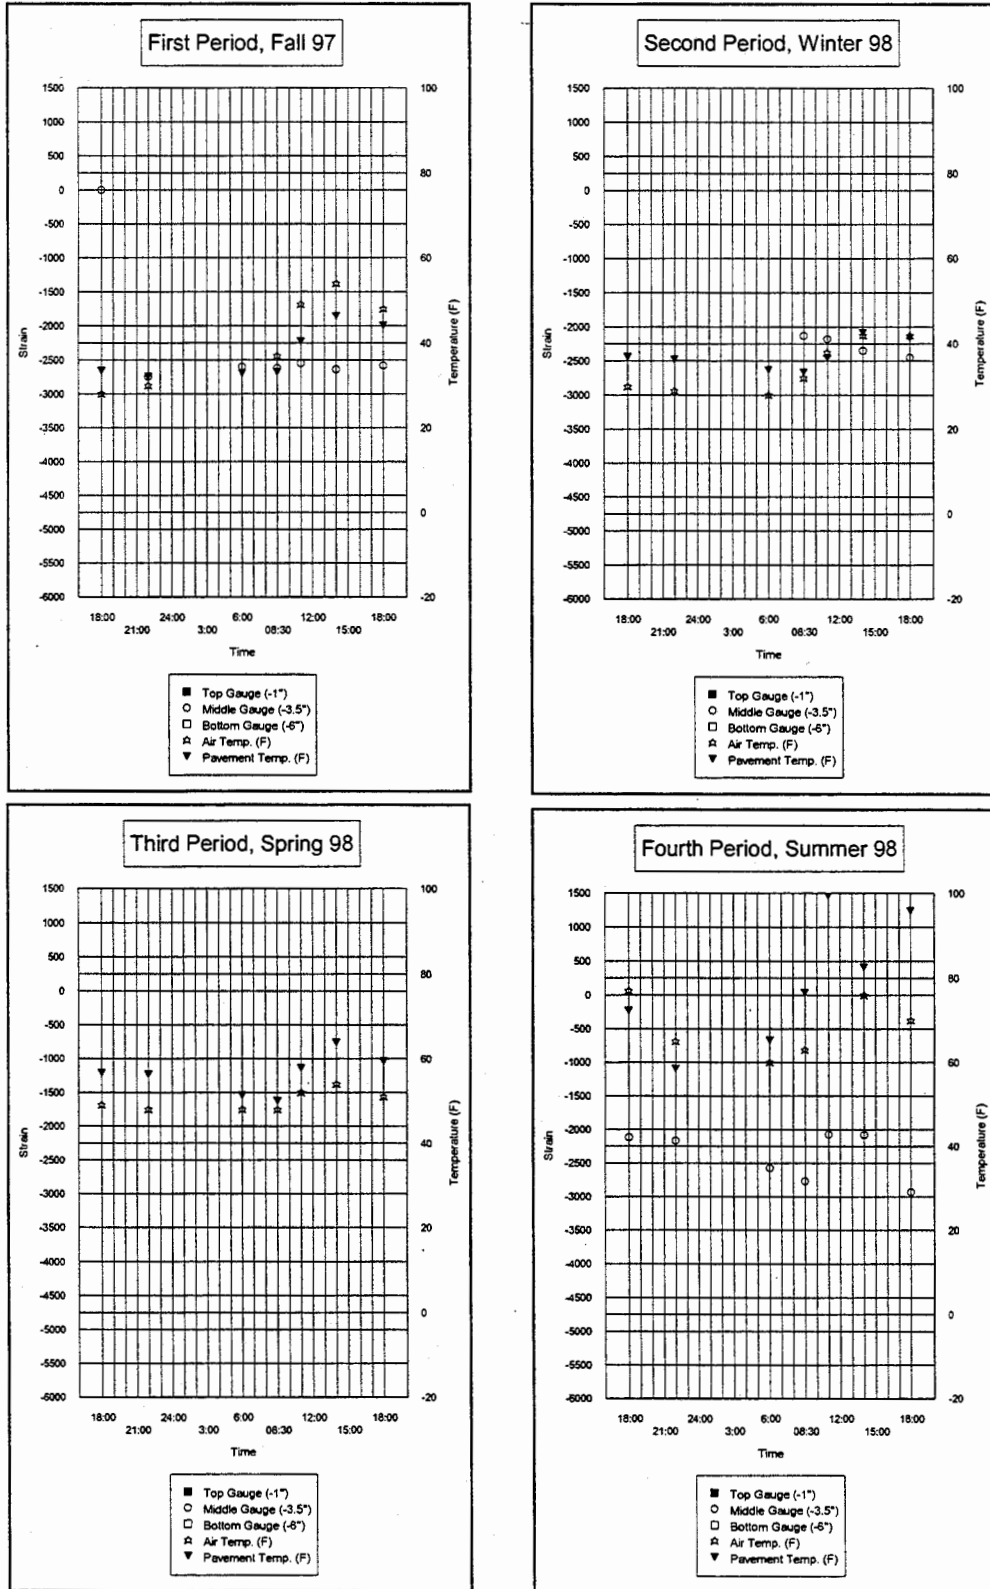 First Period, Fall 97
1500
1000
500
0
-500
-1000
-1500
-2000
-2500
-3000
-3500
-4000
-4500
-5000
-5500
-6000
Strain
100
80
60
40
20
0
-20
Temperature (F)
18:00 24:00 6:00 12:00 18:00
21:00 3:00 08:30 15:00
Time
Top Gauge (-1")
Middle Gauge (-3.5")
Bottom Gauge (-6")
Air Temp. (F)
Pavement Temp. (F)
Second Period, Winter 98
1500
1000
500
0
-500
-1000
-1500
-2000
-2500
-3000
-3500
-4000
-4500
-5000
-5500
-6000
Strain
100
80
60
40
20
0
-20
Temperature (F)
18:00 24:00 6:00 12:00 18:00
21:00 3:00 08:30 15:00
Time
Top Gauge (-1")
Middle Gauge (-3.5")
Bottom Gauge (-6")
Air Temp. (F)
Pavement Temp. (F)
Third Period, Spring 98
1500
1000
500
0
-500
-1000
-1500
-2000
-2500
-3000
-3500
-4000
-4500
-5000
-5500
-6000
Strain
100
80
60
40
20
0
-20
Temperature (F)
18:00 24:00 6:00 12:00 18:00
21:00 3:00 08:30 15:00
Time
Top Gauge (-1")
Middle Gauge (-3.5")
Bottom Gauge (-6")
Air Temp. (F)
Pavement Temp. (F)
Fourth Period, Summer 98
1500
1000
500
0
-500
-1000
-1500
-2000
-2500
-3000
-3500
-4000
-4500
-5000
-5500
-6000
Strain
100
80
60
40
20
0
-20
Temperature (F)
18:00 24:00 6:00 12:00 18:00
21:00 3:00 08:30 15:00
Time
Top Gauge (-1")
Middle Gauge (-3.5")
Bottom Gauge (-6")
Air Temp. (F)
Pavement Temp. (F)